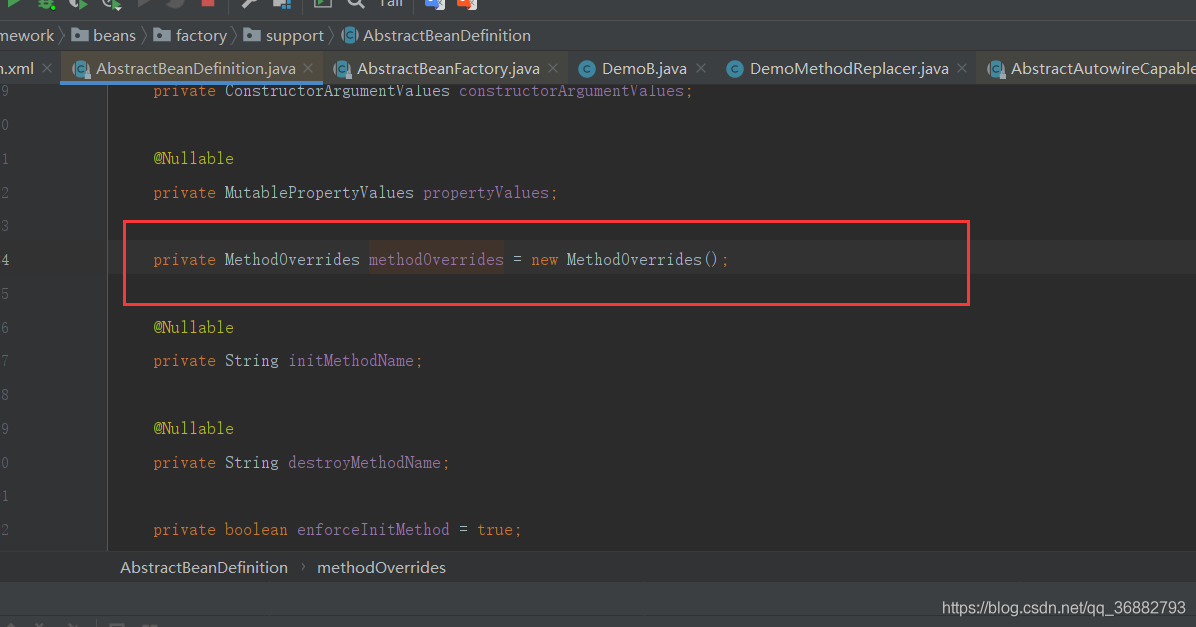 Tail
mework beans factory support AbstractBeanDefinition
n.xml AbstractBeanDefinition.java AbstractBeanFactory.java DemoB.java DemoMethodReplacer.java AbstractAutowireCapable
9 private ConstructorArgumentValues constructorArgumentValues;
0
1 @Nullable
2 private MutablePropertyValues propertyValues;
3
4 private MethodOverrides methodOverrides = new MethodOverrides();
5
6 @Nullable
7 private String initMethodName;
8
9 @Nullable
0 private String destroyMethodName;
1
2 private boolean enforceInitMethod = true;
AbstractBeanDefinition › methodOverrides
https://blog.csdn.net/qq_36882793